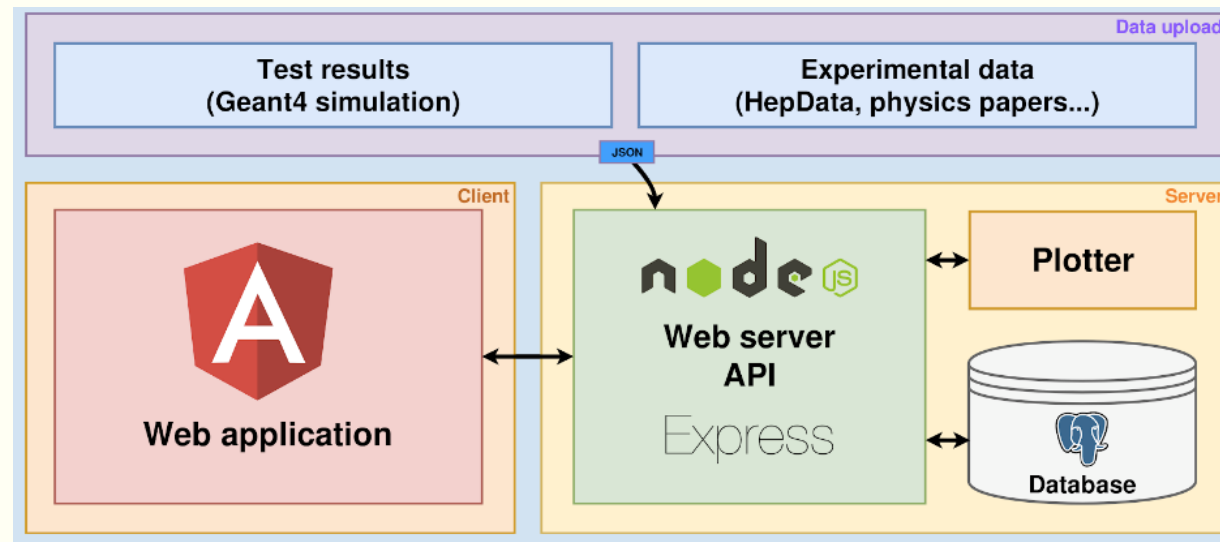 Data upload
Test results
(Geant4 simulation)
Experimental data
(HepData, physics papers...)
JSON
Client
Server
A
Web application
node
JS
Web server
API
Express
Plotter
Database